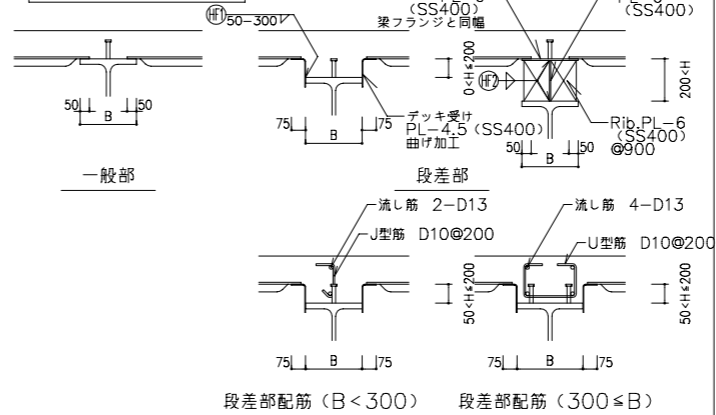 (SS400)
梁フランジと同幅
(SS400)
HF1
50-300
0<H≦200
HF2
200<H
50
50
B
デッキ受け
PL-4.5 (SS400)
曲げ加工
75
B
75
Rib.PL-6
(SS400)
@900
50
50
B
一般部
段差部
流し筋 2-D13
J型筋 D10@200
流し筋 4-D13
U型筋 D10@200
50<H≦200
50<H≦200
75
B
75
75
B
75
段差部配筋(B<300)
段差部配筋(300≦B)